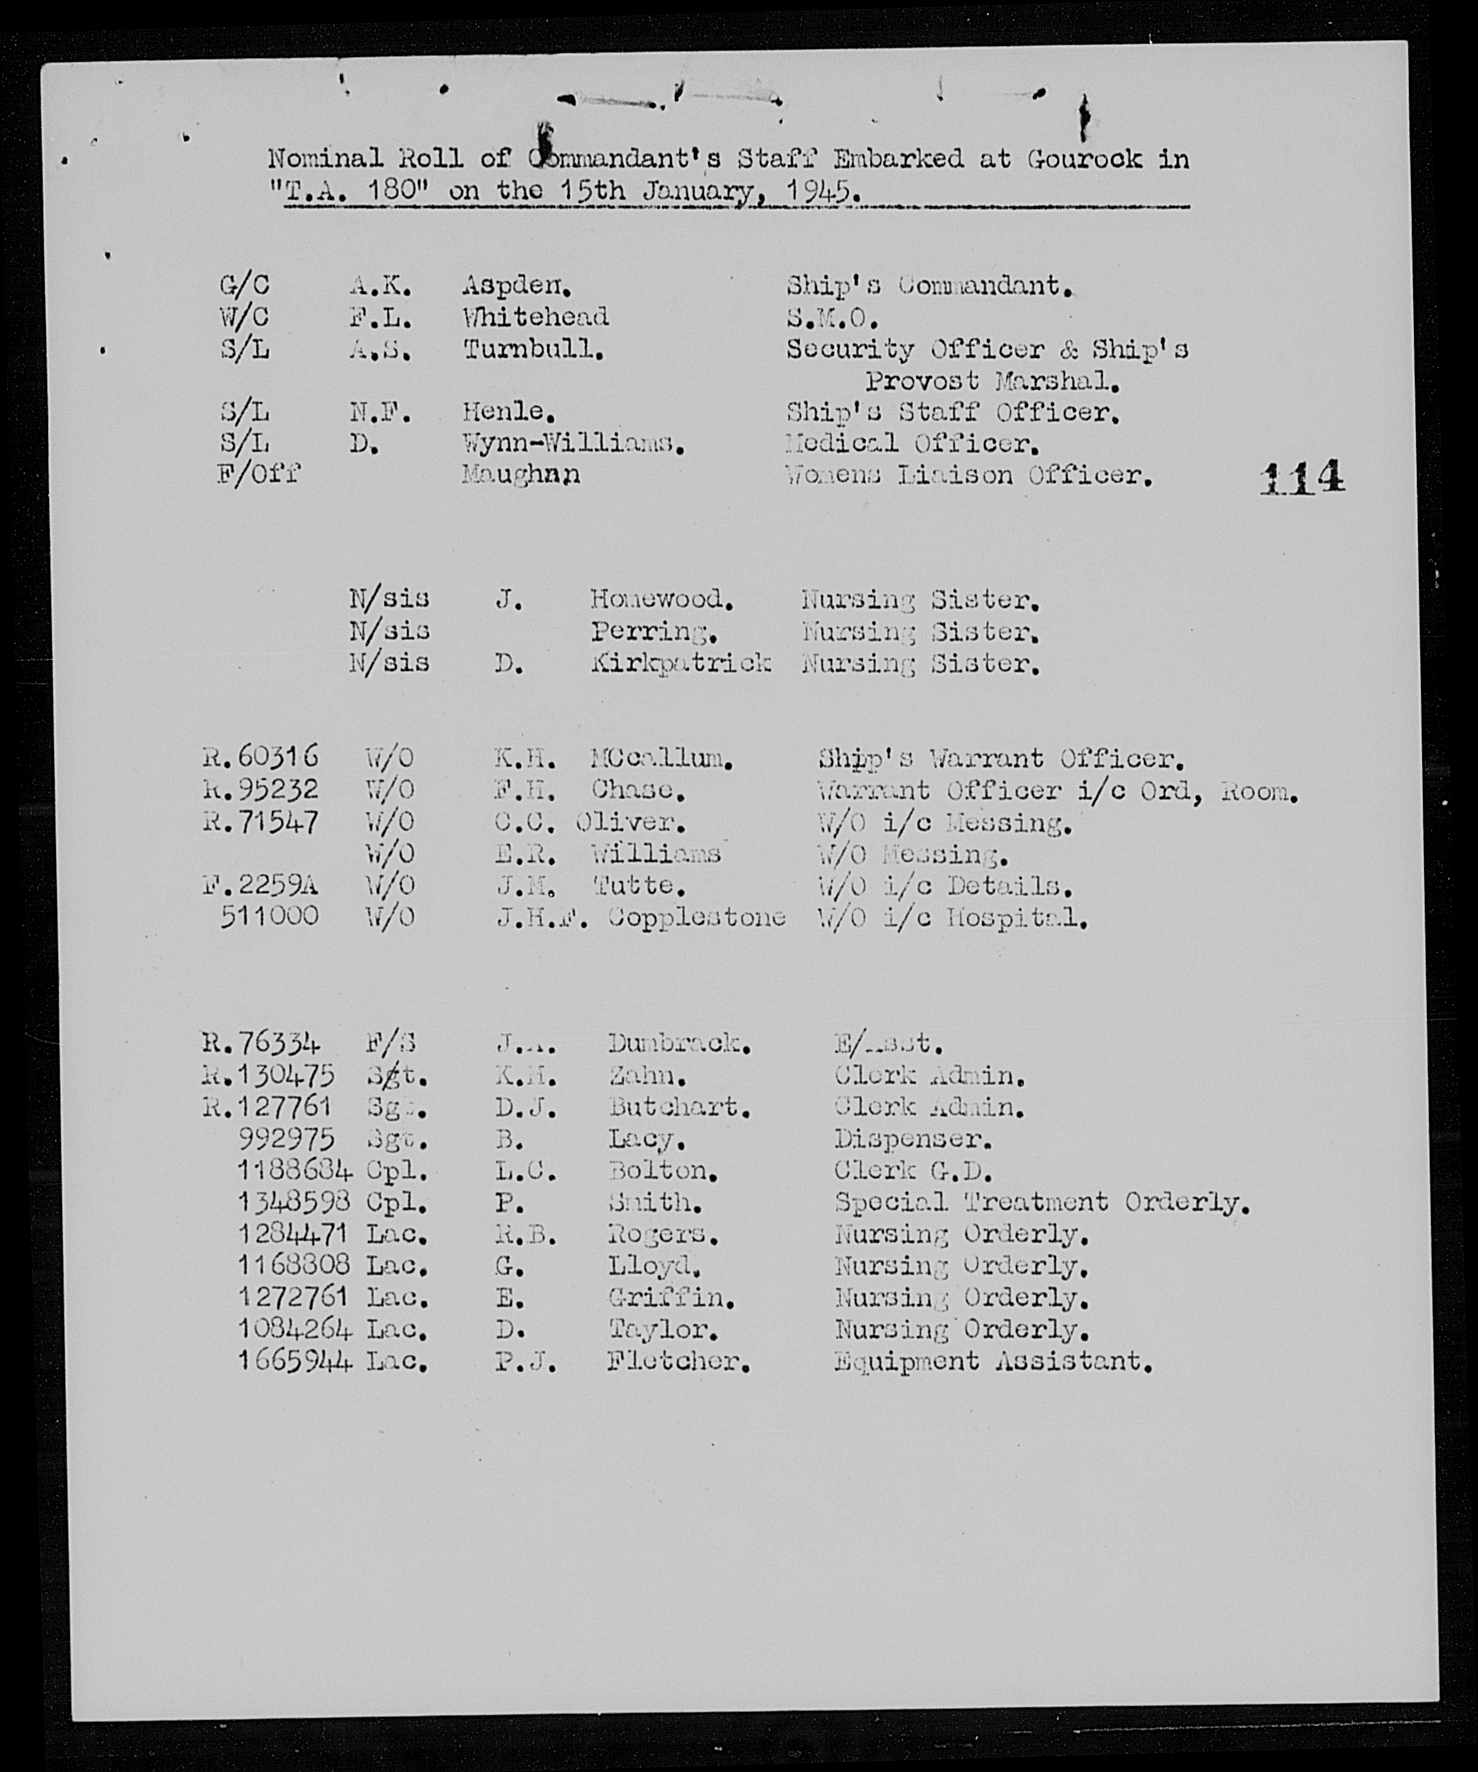 Nominal Roll of Commandant's Staff Embarked at Gourock in
"T.A. 180" on the 15th January, 1945.
G/C A.K. Aspden. Ship's Commandant.
W/C F.L. Whitehead S.M.O.
S/L A.S. Turnbull. Security Officer & Ship's
Provost Marshal.
S/L N.F. Henle. Ship's Staff Officer.
S/L D. Wynn-Williams. Medical Officer.
F/Off Maughan Womens Liaison Officer.
114
N/sis J. Homewood. Nursing Sister.
N/sis Perring. Nursing Sister.
N/sis D. Kirkpatrick Nursing Sister.
R.60316 W/O K.H. MCcallum. Ship's Warrant Officer.
R.95232 W/O F.H. Chase. Warrant Officer i/c Ord, Room.
R.71547 W/O C.C. Oliver. W/O i/c Messing.
W/O E.R. Williams W/O Messing.
F.2259A W/O J.M. Tutte. W/O i/c Details.
511000 W/O J.H.F. Copplestone W/O i/c Hospital.
R.76334 F/S Dumbrack. E/Asst.
R.130475 Sgt. K.M. Zahn. Clerk Admin.
R.127761 Sgt. D.J. Butchart. Clerk Admin.
992975 Sgt. B. Lacy. Dispenser.
1188684 Cpl. L.C. Bolton. Clerk G.D.
1348598 Cpl. P. Smith. Special Treatment Orderly.
1284471 Lac. R.B. Rogers. Nursing Orderly.
1168808 Lac. G. Lloyd. Nursing Orderly.
1272761 Lac. E. Griffin. Nursing Orderly.
1084264 Lac. D. Taylor. Nursing Orderly.
1665944 Lac. P.J. Fletcher. Equipment Assistant.